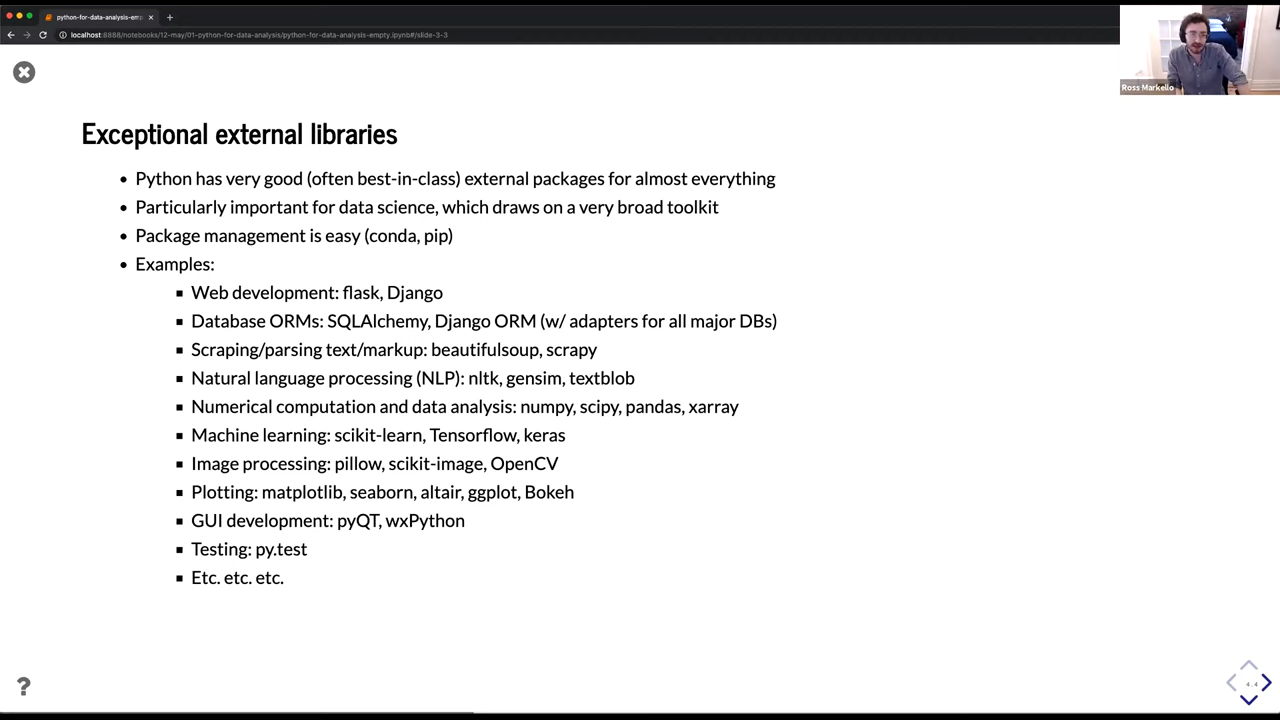 python-for-data-analysis-emp
localhost:8888/notebooks/12-may/01-python-for-data-analysis/python-for-data-analysis-empty.ipynb#/slide-3-3
Ross Markello
Exceptional external libraries
Python has very good (often best-in-class) external packages for almost everything
Particularly important for data science, which draws on a very broad toolkit
Package management is easy (conda, pip)
Examples:
Web development: flask, Django
Database ORMs: SQLAlchemy, Django ORM (w/ adapters for all major DBs)
Scraping/parsing text/markup: beautifulsoup, scrapy
Natural language processing (NLP): nltk, gensim, textblob
Numerical computation and data analysis: numpy, scipy, pandas, xarray
Machine learning: scikit-learn, Tensorflow, keras
Image processing: pillow, scikit-image, OpenCV
Plotting: matplotlib, seaborn, altair, ggplot, Bokeh
GUI development: pyQT, wxPython
Testing: py.test
Etc. etc. etc.
?
4.4